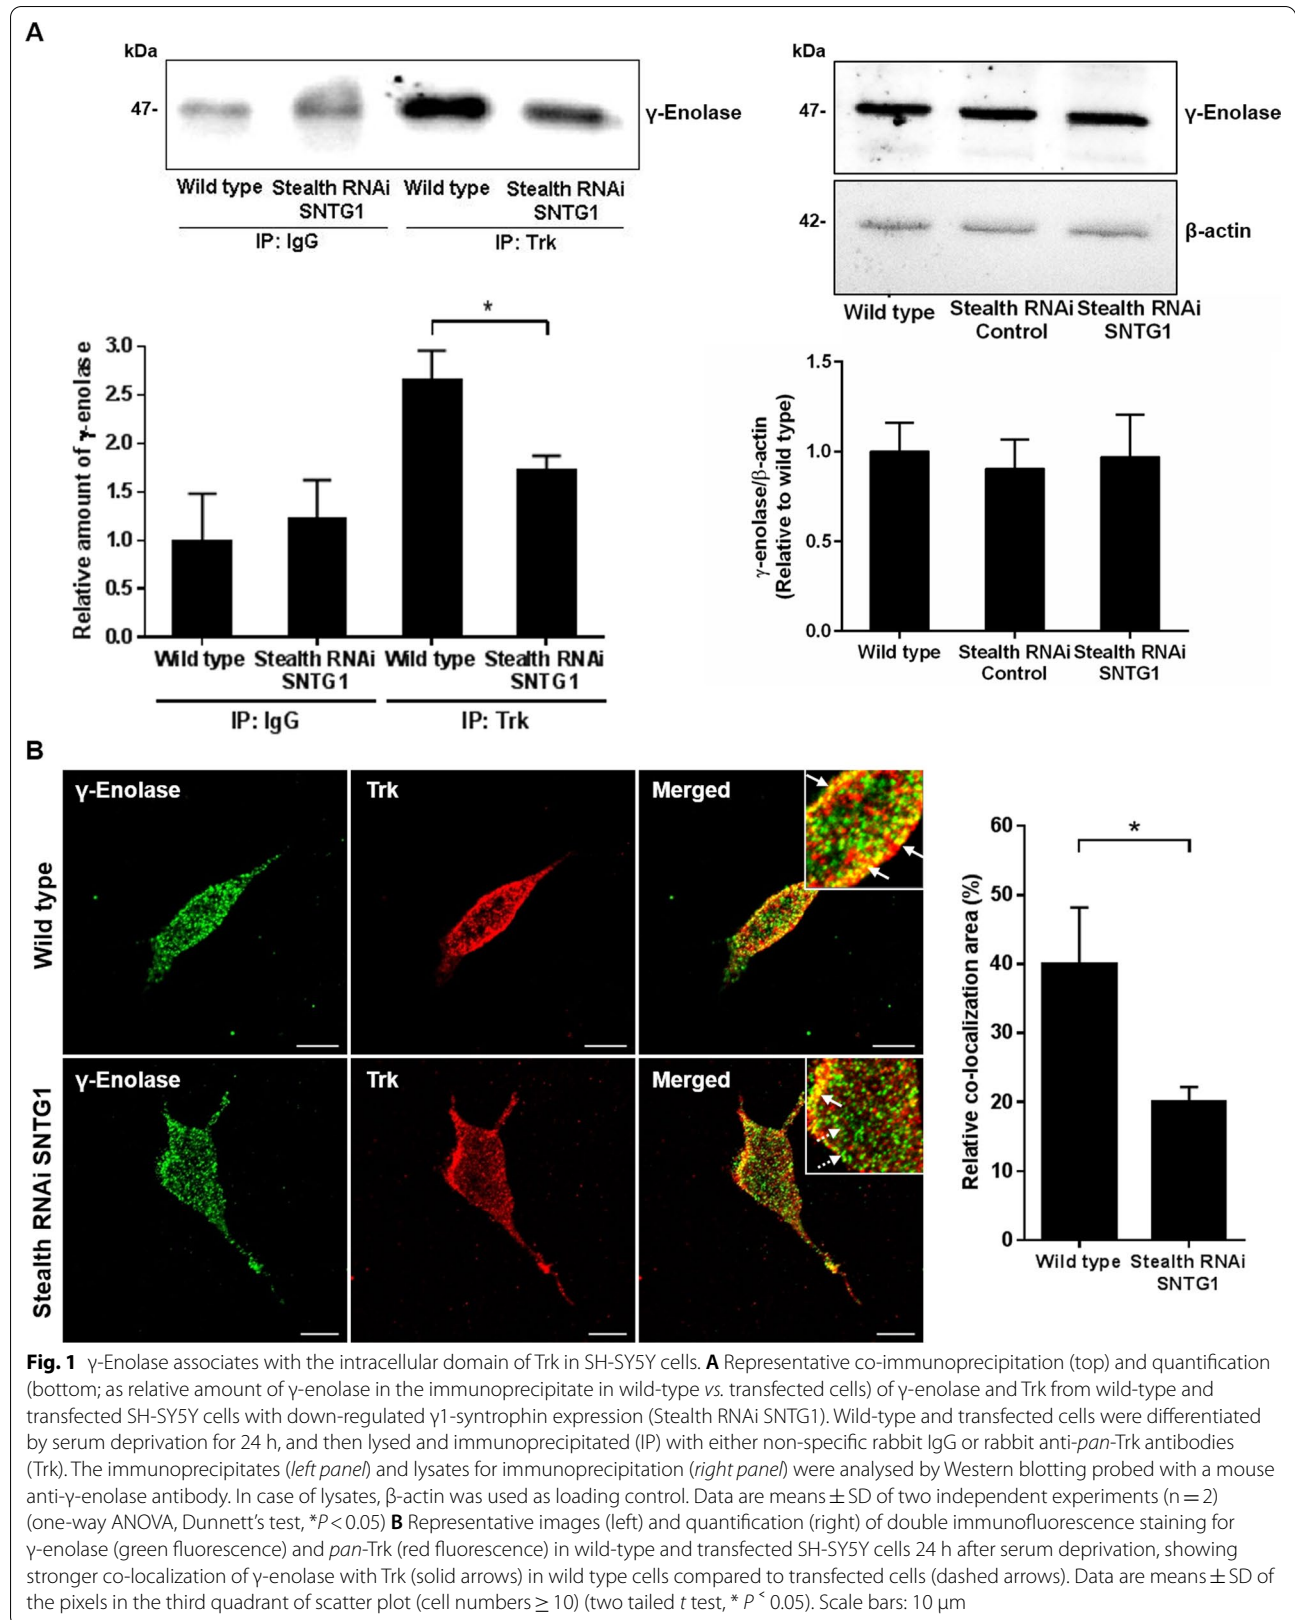 A
kDa
47-
γ-Enolase
Wild type Stealth RNAi SNTG1 Wild type Stealth RNAi SNTG1
IP: IgG IP: Trk
kDa
47-
γ-Enolase
42-
β-actin
Wild type Stealth RNAi Control Stealth RNAi SNTG1
*
Relative amount of γ-enolase
3.0
2.5
2.0
1.5
1.0
0.5
0.0
Wild type Stealth RNAi SNTG1 Wild type Stealth RNAi SNTG1
IP: IgG IP: Trk
γ-enolase/β-actin
(Relative to wild type)
1.5
1.0
0.5
0.0
Wild type Stealth RNAi Control Stealth RNAi SNTG1
B
Wild type
γ-Enolase
Trk
Merged
Stealth RNAi SNTG1
γ-Enolase
Trk
Merged
*
Relative co-localization area (%)
60
50
40
30
20
10
0
Wild type Stealth RNAi SNTG1
Fig. 1 γ-Enolase associates with the intracellular domain of Trk in SH-SY5Y cells. A Representative co-immunoprecipitation (top) and quantification
(bottom; as relative amount of γ-enolase in the immunoprecipitate in wild-type vs. transfected cells) of γ-enolase and Trk from wild-type and
transfected SH-SY5Y cells with down-regulated γ1-syntrophin expression (Stealth RNAi SNTG1). Wild-type and transfected cells were differentiated
by serum deprivation for 24 h, and then lysed and immunoprecipitated (IP) with either non-specific rabbit IgG or rabbit anti-pan-Trk antibodies
(Trk). The immunoprecipitates (left panel) and lysates for immunoprecipitation (right panel) were analysed by Western blotting probed with a mouse
anti-γ-enolase antibody. In case of lysates, β-actin was used as loading control. Data are means ± SD of two independent experiments (n = 2)
(one-way ANOVA, Dunnett's test, *P < 0.05) B Representative images (left) and quantification (right) of double immunofluorescence staining for
γ-enolase (green fluorescence) and pan-Trk (red fluorescence) in wild-type and transfected SH-SY5Y cells 24 h after serum deprivation, showing
stronger co-localization of γ-enolase with Trk (solid arrows) in wild type cells compared to transfected cells (dashed arrows). Data are means ± SD of
the pixels in the third quadrant of scatter plot (cell numbers ≥ 10) (two tailed t test, * P < 0.05). Scale bars: 10 μm